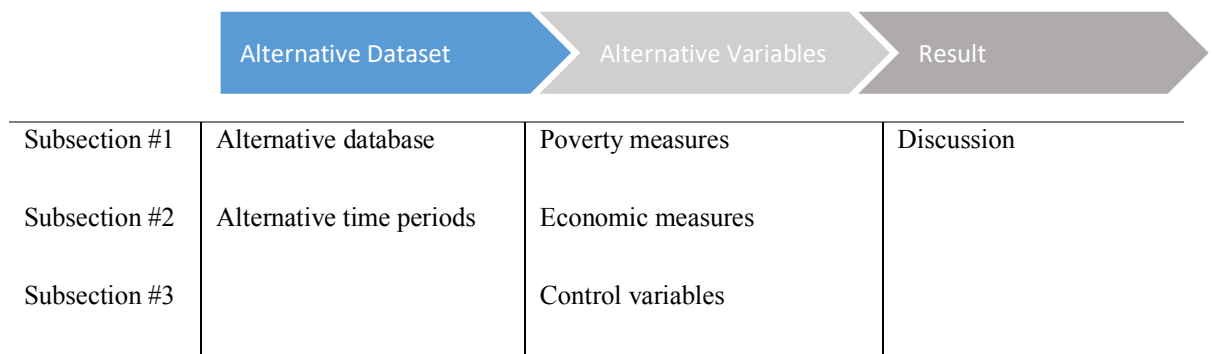 Alternative Dataset Alternative Variables Result
Subsection #1 Alternative database Poverty measures Discussion
Subsection #2 Alternative time periods Economic measures
Subsection #3 Control variables